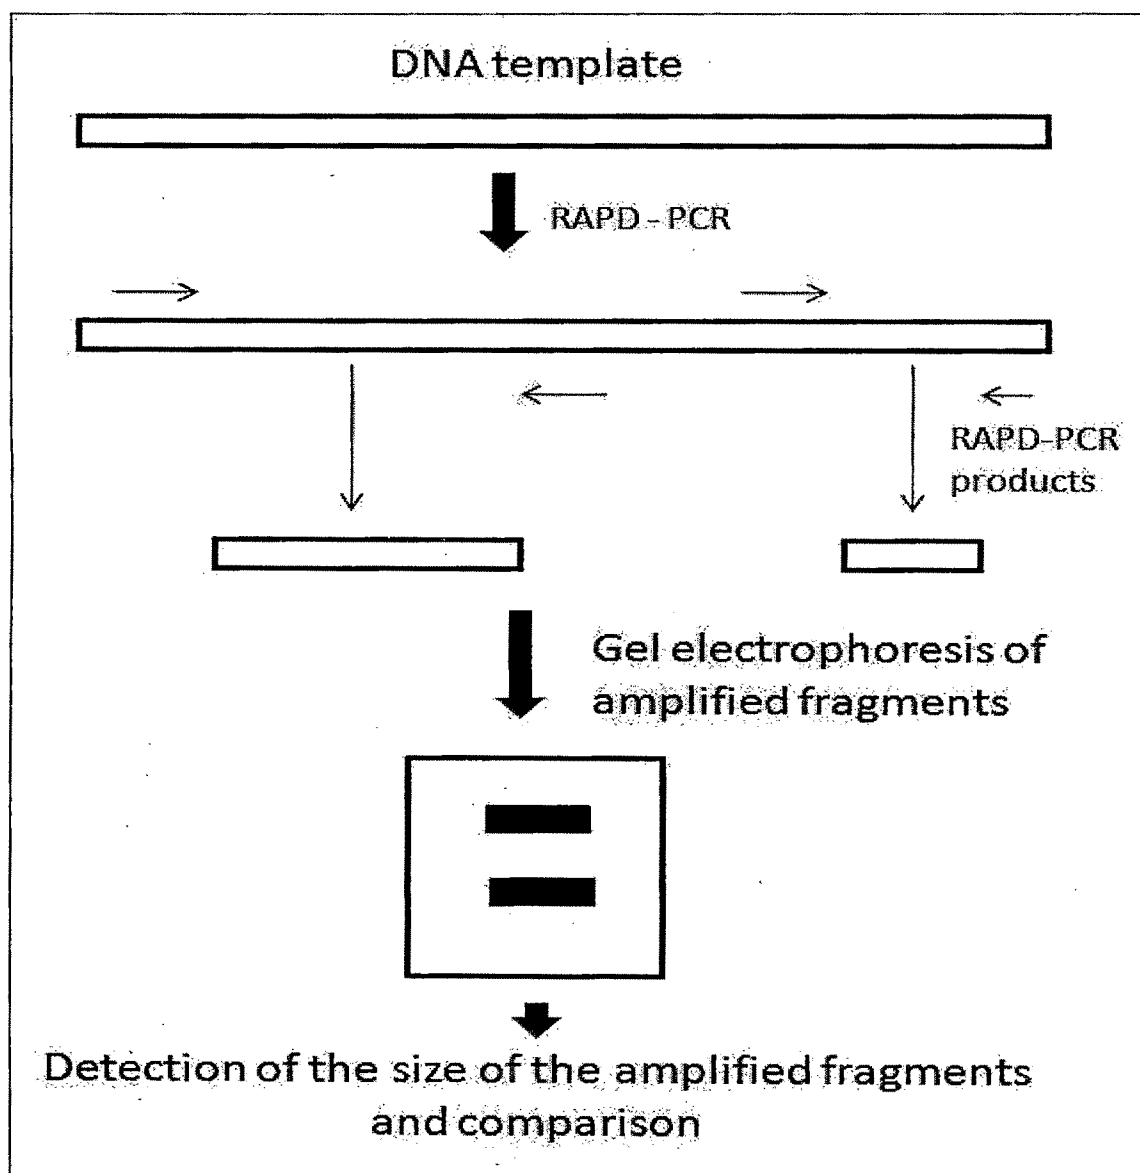 DNA template
RAPD - PCR
RAPD-PCR
products
Gel electrophoresis of
amplified fragments
Detection of the size of the amplified fragments
and comparison